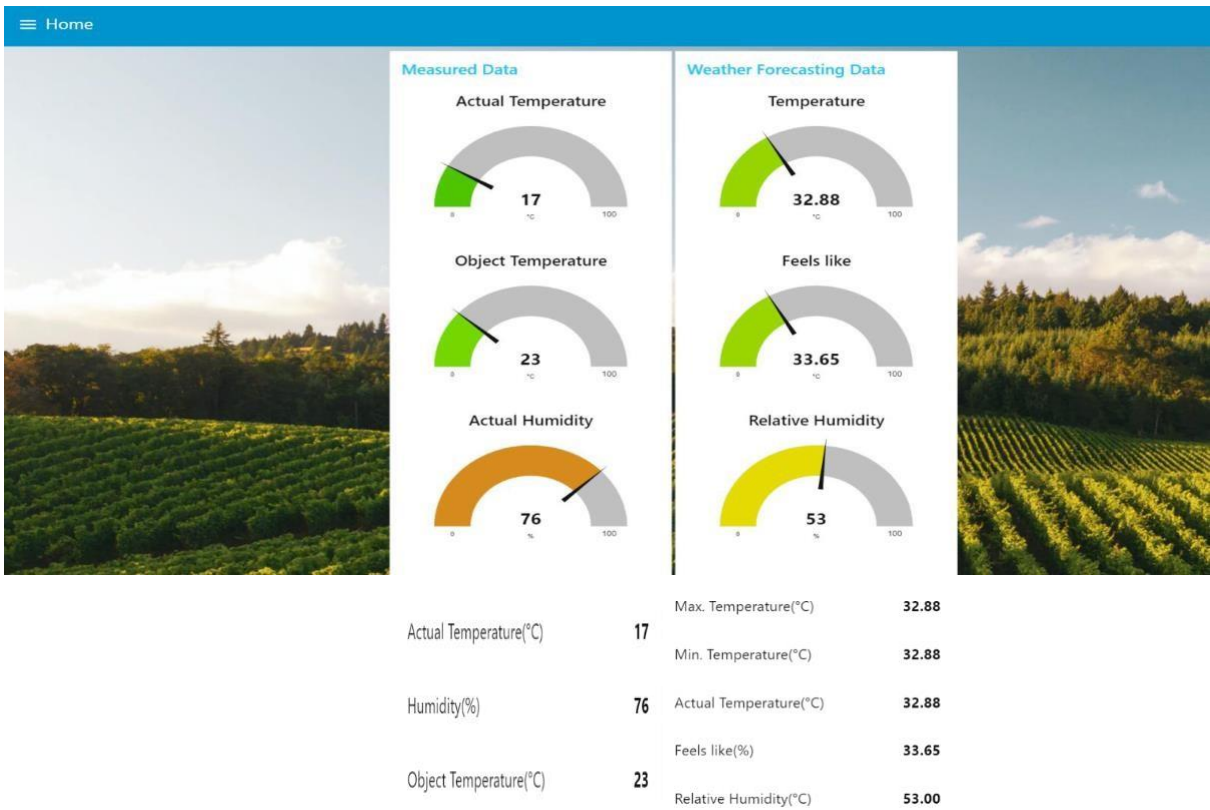 Home
Measured Data
Actual Temperature
17
°C
0
100
Object Temperature
23
°C
0
100
Actual Humidity
76
%
0
100
Weather Forecasting Data
Temperature
32.88
°C
0
100
Feels like
33.65
°C
0
100
Relative Humidity
53
%
0
100
Actual Temperature(°C) 17
Humidity(%) 76
Object Temperature(°C) 23
Max. Temperature(°C) 32.88
Min. Temperature(°C) 32.88
Actual Temperature(°C) 32.88
Feels like(%) 33.65
Relative Humidity(°C) 53.00